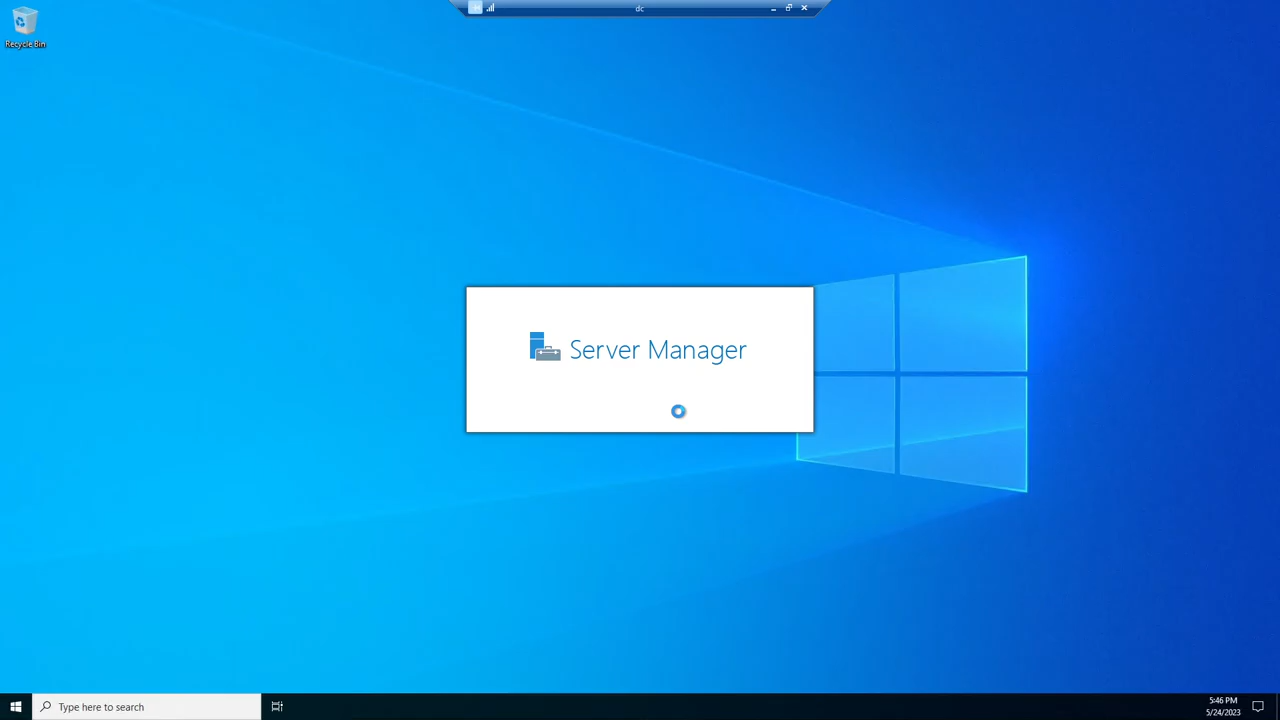 dc
Recycle Bin
Server Manager
Type here to search
5:46 PM
5/24/2023